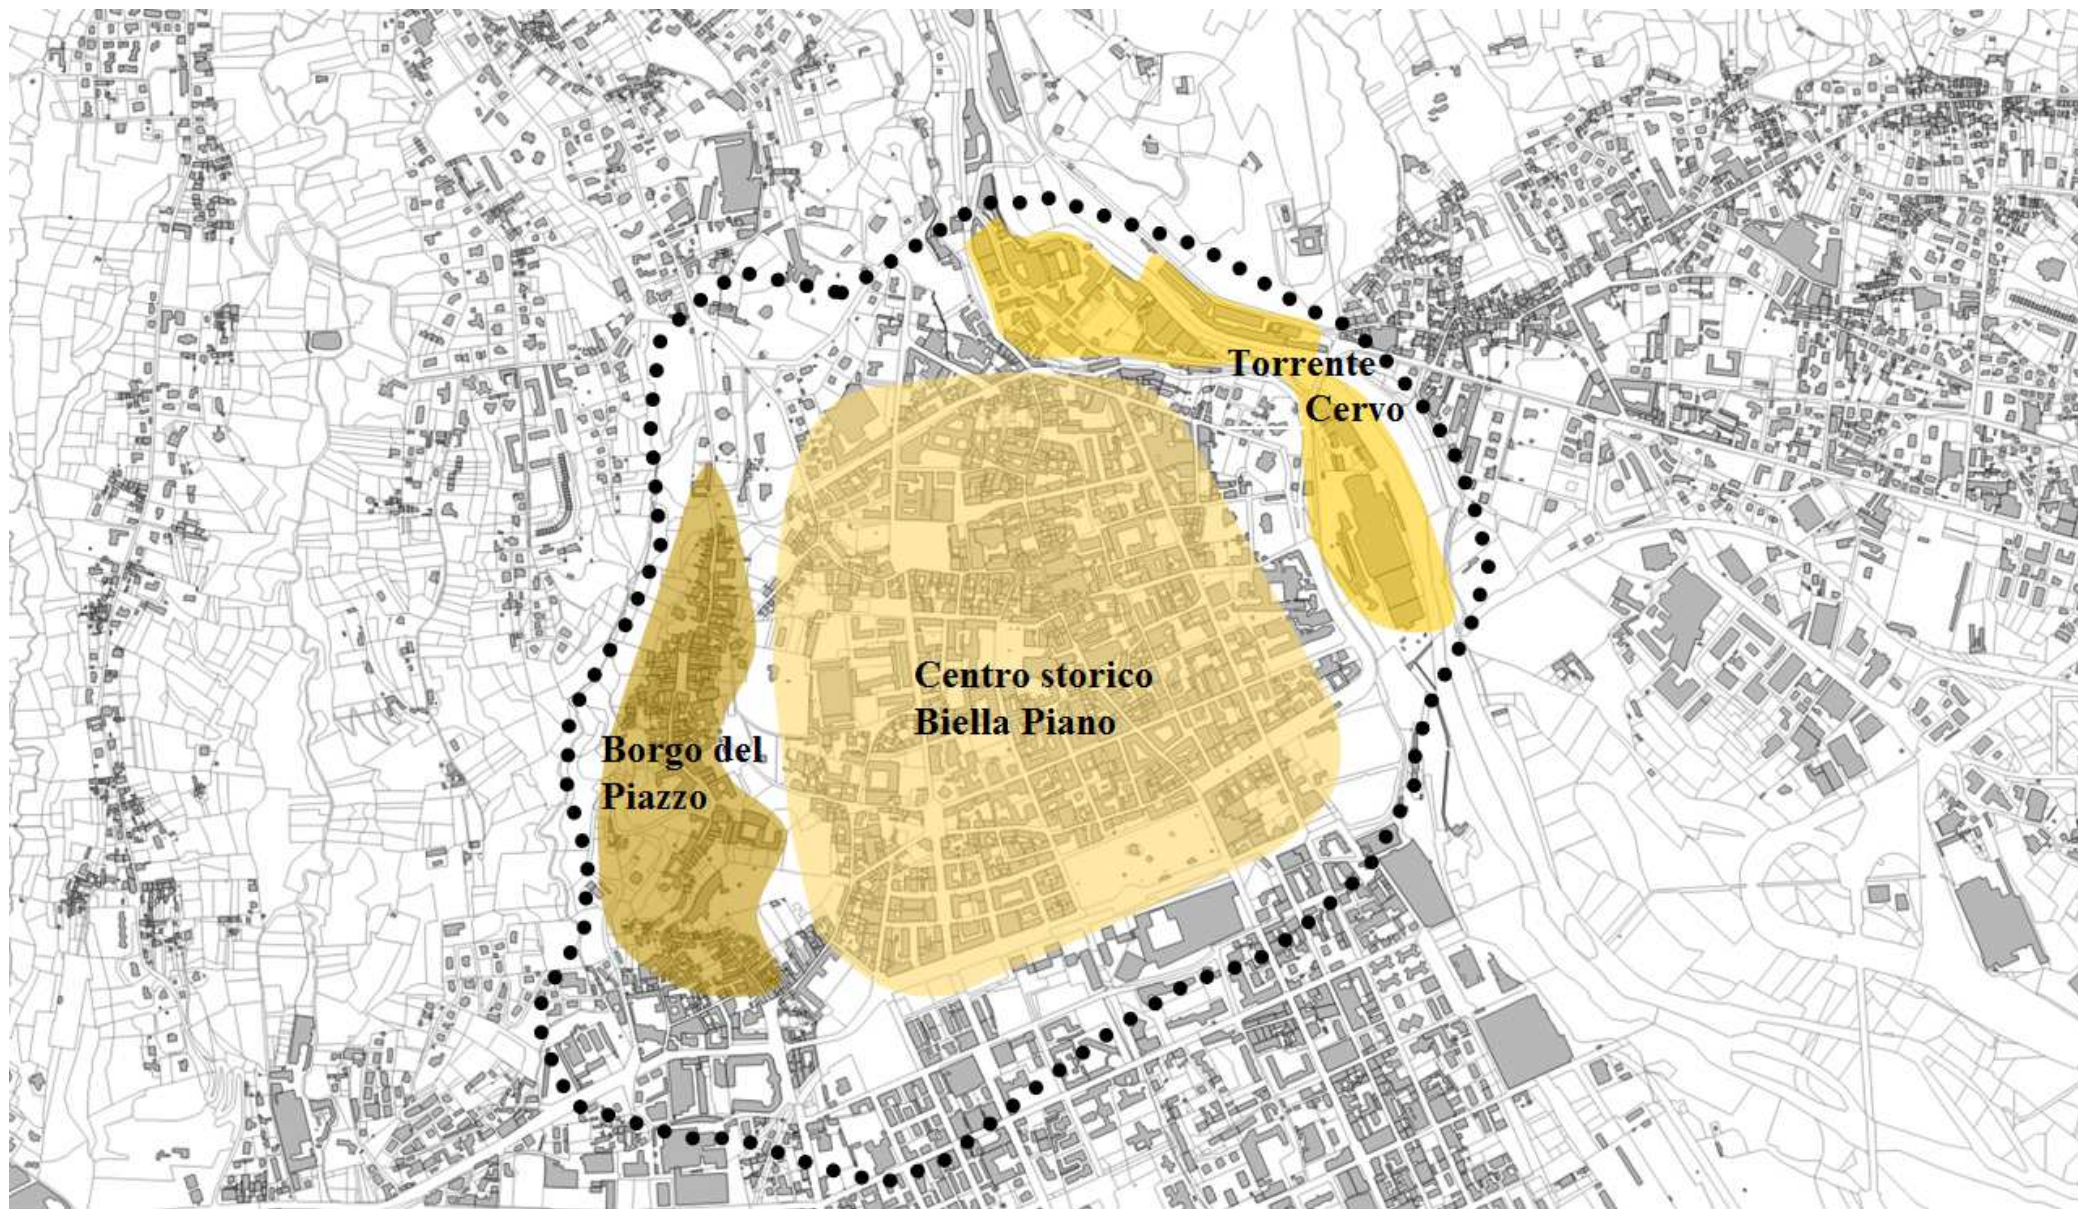 Torrente
Cervo
Centro storico
Biella Piano
Borgo del
Piazzo